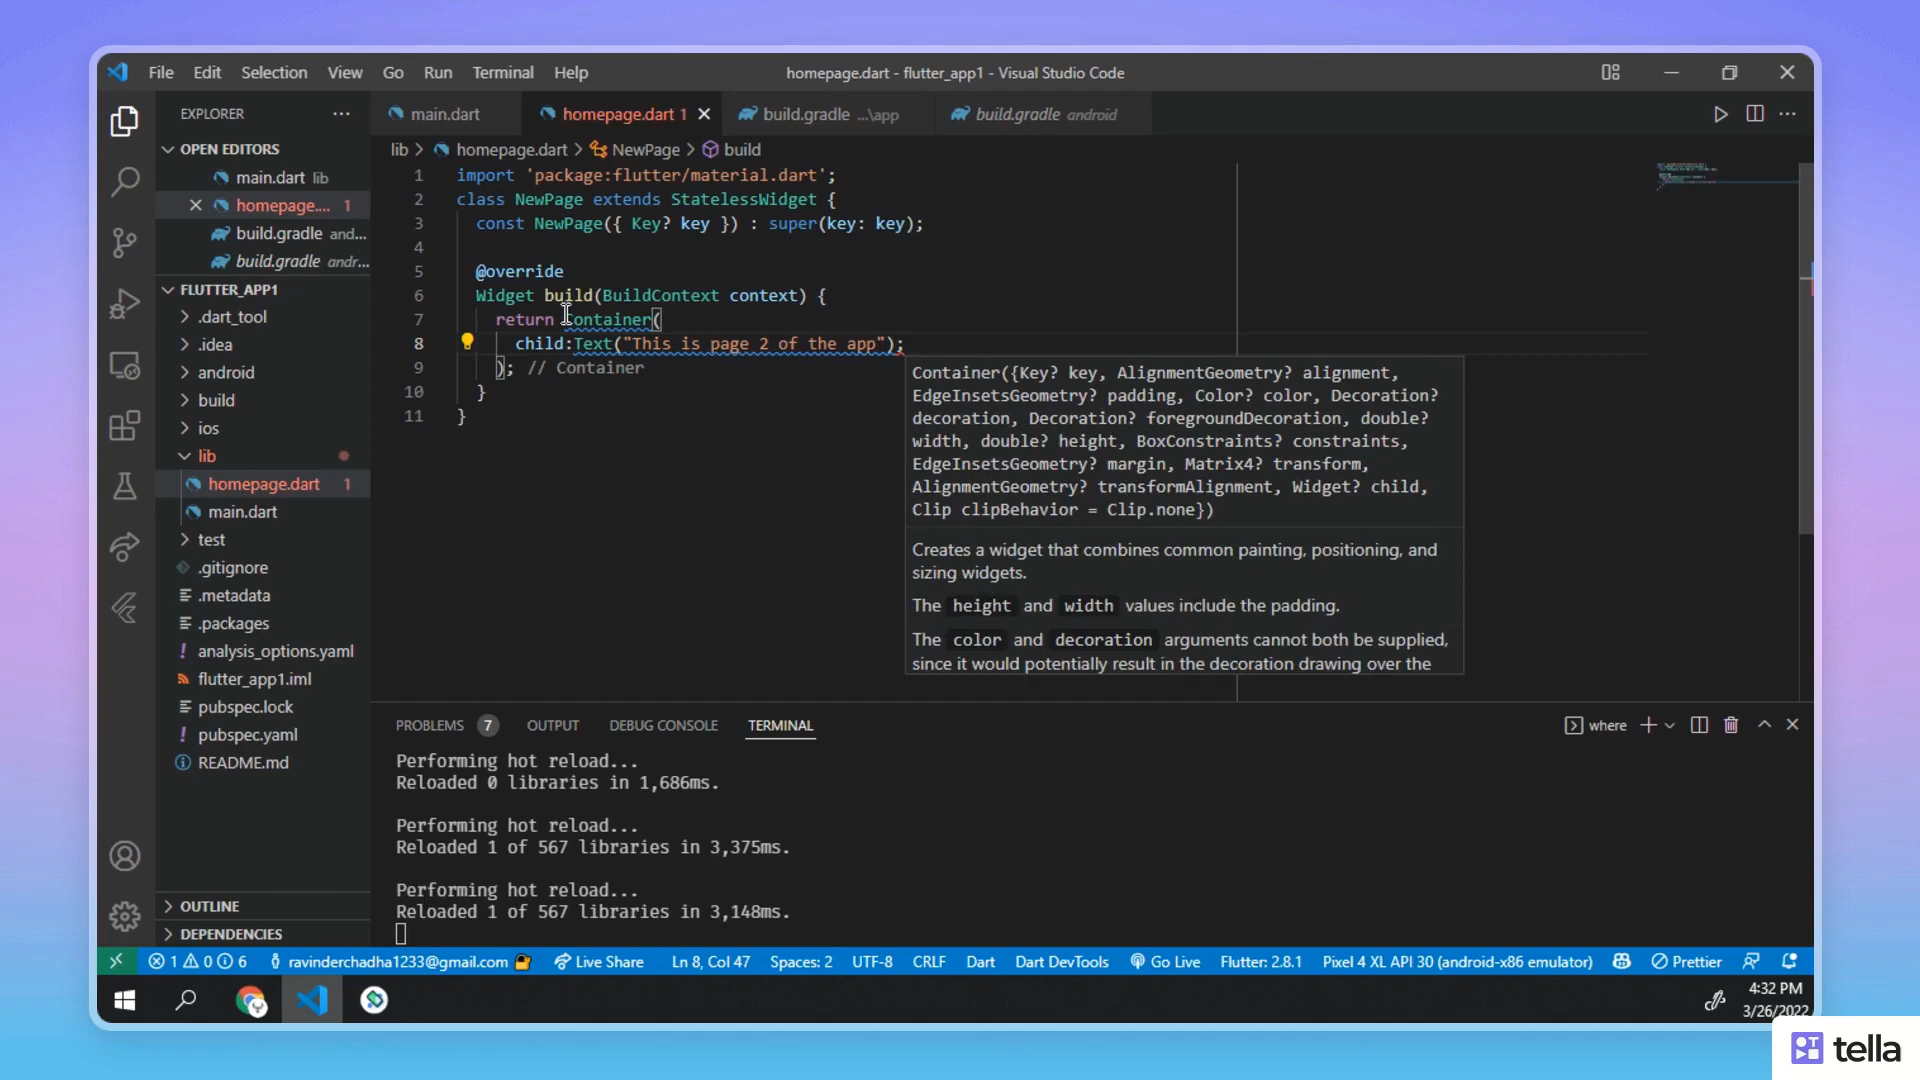 File Edit Selection View Go Run Terminal Help
homepage.dart - flutter_app1 - Visual Studio Code
EXPLORER
main.dart
homepage.dart 1
build.gradle ...\app
build.gradle android
OPEN EDITORS
main.dart lib
homepage.... 1
build.gradle and...
build.gradle andr...
FLUTTER_APP1
.dart_tool
.idea
android
build
ios
lib
homepage.dart 1
main.dart
test
.gitignore
.metadata
.packages
analysis_options.yaml
flutter_app1.iml
pubspec.lock
pubspec.yaml
README.md
OUTLINE
DEPENDENCIES
lib > homepage.dart > NewPage > build
1 import 'package:flutter/material.dart';
2 class NewPage extends StatelessWidget {
3 const NewPage({ Key? key }) : super(key: key);
4
5 @override
6 Widget build(BuildContext context) {
7 return Container(
8 child:Text("This is page 2 of the app");
9 ); // Container
10 }
11 }
Container({Key? key, AlignmentGeometry? alignment,
EdgeInsetsGeometry? padding, Color? color, Decoration?
decoration, Decoration? foregroundDecoration, double?
width, double? height, BoxConstraints? constraints,
EdgeInsetsGeometry? margin, Matrix4? transform,
AlignmentGeometry? transformAlignment, Widget? child,
Clip clipBehavior = Clip.none})
Creates a widget that combines common painting, positioning, and
sizing widgets.
The height and width values include the padding.
The color and decoration arguments cannot both be supplied,
since it would potentially result in the decoration drawing over the
PROBLEMS 7 OUTPUT DEBUG CONSOLE TERMINAL
where
Performing hot reload...
Reloaded 0 libraries in 1,686ms.
Performing hot reload...
Reloaded 1 of 567 libraries in 3,375ms.
Performing hot reload...
Reloaded 1 of 567 libraries in 3,148ms.
1 0 6 ravinderchadha1233@gmail.com Live Share Ln 8, Col 47 Spaces: 2 UTF-8 CRLF Dart Dart DevTools Go Live Flutter: 2.8.1 Pixel 4 XL API 30 (android-x86 emulator) Prettier
4:32 PM
3/26/2022
tella